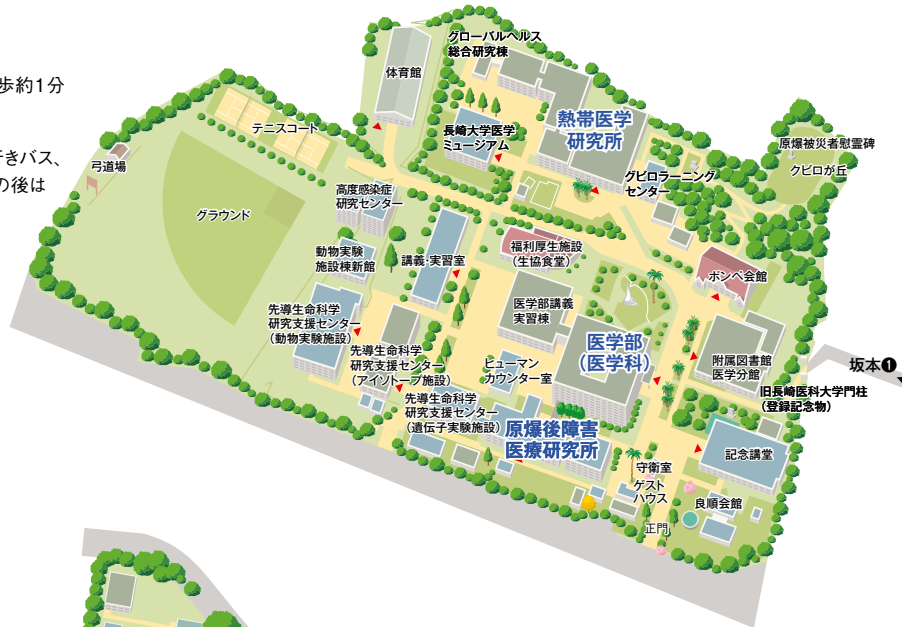 歩約1分
行きバス、
の後は
グローバルヘルス
総合研究棟
体育館
熱帯医学
研究所
長崎大学医学
ミュージアム
テニスコート
弓道場
原爆被災者慰霊碑
グビロが丘
グビロラーニング
センター
高度感染症
研究センター
グラウンド
福利厚生施設
（生協食堂）
動物実験
施設棟新館
講義・実習室
ポンペ会館
先導生命科学
研究支援センター
（動物実験施設）
医学部講義
実習棟
医学部
（医学科）
先導生命科学
研究支援センター
（アイソトープ施設）
ヒューマン
カウンター室
附属図書館
医学分館
坂本❶
旧長崎医科大学門柱
（登録記念物）
先導生命科学
研究支援センター
（遺伝子実験施設）
原爆後障害
医療研究所
記念講堂
守衛室
ゲスト
ハウス
良順会館
正門